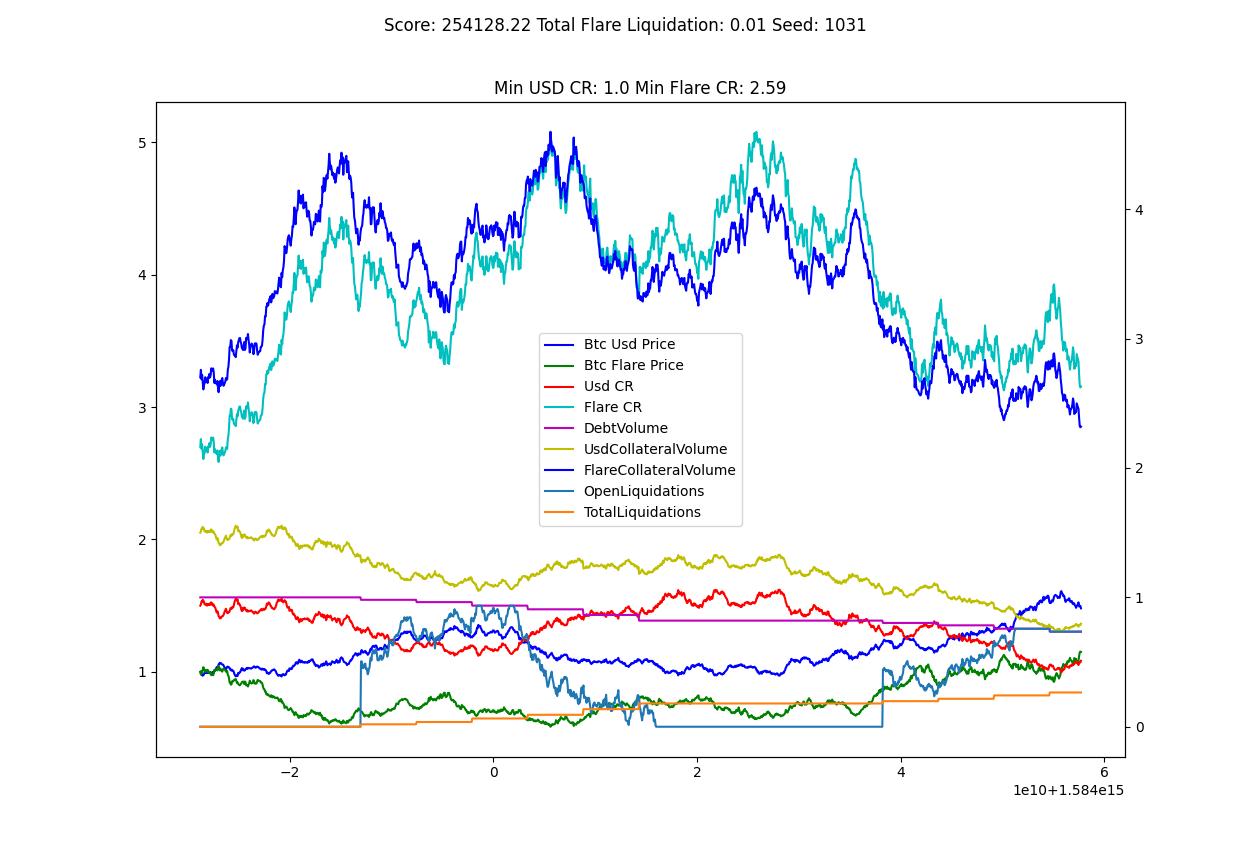 Score: 254128.22 Total Flare Liquidation: 0.01 Seed: 1031
Min USD CR: 1.0 Min Flare CR: 2.59
5
4
3
2
1
4
3
2
1
0
Btc Usd Price
Btc Flare Price
Usd CR
Flare CR
DebtVolume
UsdCollateralVolume
FlareCollateralVolume
OpenLiquidations
TotalLiquidations
−2 0 2 4 6
1e10+1.584e15